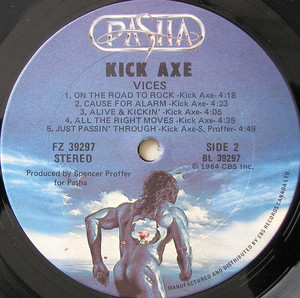 PASHA
KICK AXE
VICES
1. ON THE ROAD TO ROCK -Kick Axe- 4:18
2. CAUSE FOR ALARM -Kick Axe- 4:23
3. ALIVE & KICKIN' -Kick Axe- 4:05
4. ALL THE RIGHT MOVES -Kick Axe- 4:35
5. JUST PASSIN' THROUGH -Kick Axe-S. Proffer- 4:49
FZ 39297 SIDE 2
STEREO BL 39297
℗ 1984 CBS Inc.
Produced by Spencer Proffer
for Pasha
MANUFACTURED AND DISTRIBUTED BY CBS RECORDS CANADA LTD.